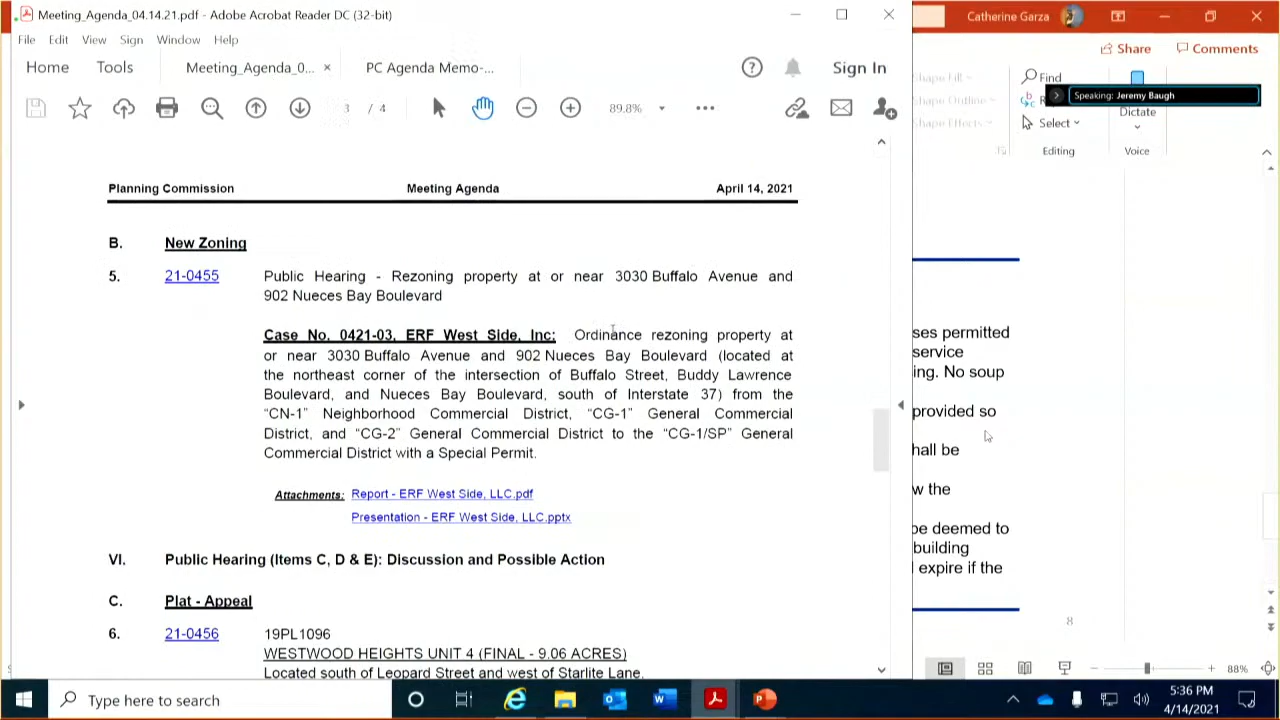 Meeting_Agenda_04.14.21.pdf - Adobe Acrobat Reader DC (32-bit)
Catherine Garza
File Edit View Sign Window Help
Share Comments
Home Tools Meeting_Agenda_0... × PC Agenda Memo-... Sign In
Shape Fill
Find
Speaking: Jeremy Baugh
3 / 4 89.8%
Shape Outline
Dictate
Shape Effects
Select
Editing Voice
Planning Commission Meeting Agenda April 14, 2021
B. New Zoning
5. 21-0455 Public Hearing - Rezoning property at or near 3030 Buffalo Avenue and
902 Nueces Bay Boulevard
Case No. 0421-03, ERF West Side, Inc: Ordinance rezoning property at
or near 3030 Buffalo Avenue and 902 Nueces Bay Boulevard (located at
the northeast corner of the intersection of Buffalo Street, Buddy Lawrence
Boulevard, and Nueces Bay Boulevard, south of Interstate 37) from the
“CN-1” Neighborhood Commercial District, “CG-1” General Commercial
District, and “CG-2” General Commercial District to the “CG-1/SP” General
Commercial District with a Special Permit.
Attachments: Report - ERF West Side, LLC.pdf
Presentation - ERF West Side, LLC.pptx
VI. Public Hearing (Items C, D & E): Discussion and Possible Action
C. Plat - Appeal
6. 21-0456 19PL1096
WESTWOOD HEIGHTS UNIT 4 (FINAL - 9.06 ACRES)
Located south of Leopard Street and west of Starlite Lane.
ses permitted
service
ing. No soup
provided so
hall be
w the
be deemed to
building
expire if the
8
88%
Type here to search
5:36 PM
4/14/2021